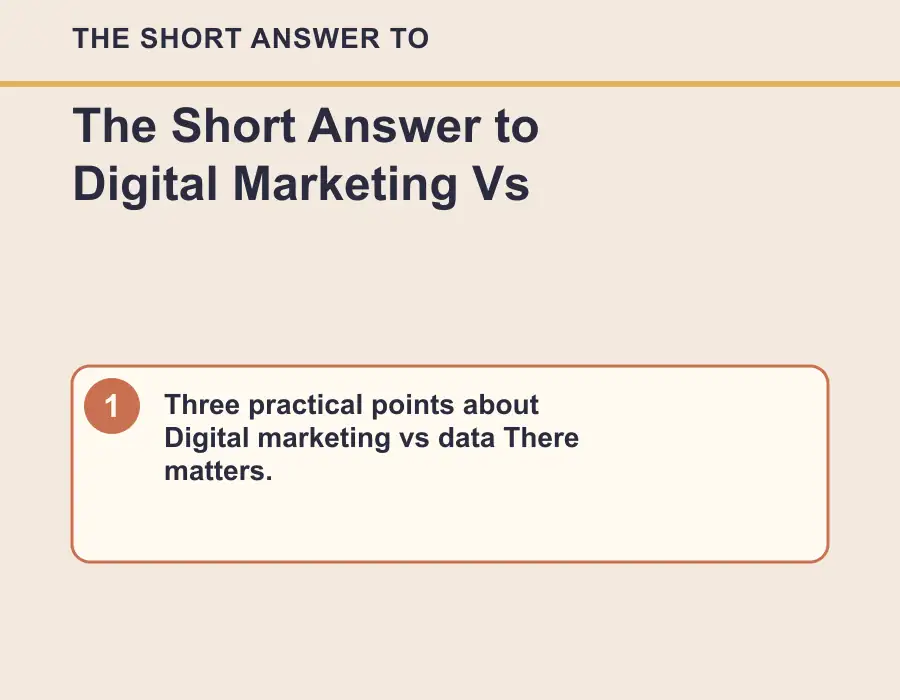 THE SHORT ANSWER TO
The Short Answer to
Digital Marketing Vs
1
Three practical points about
Digital marketing vs data There
matters.